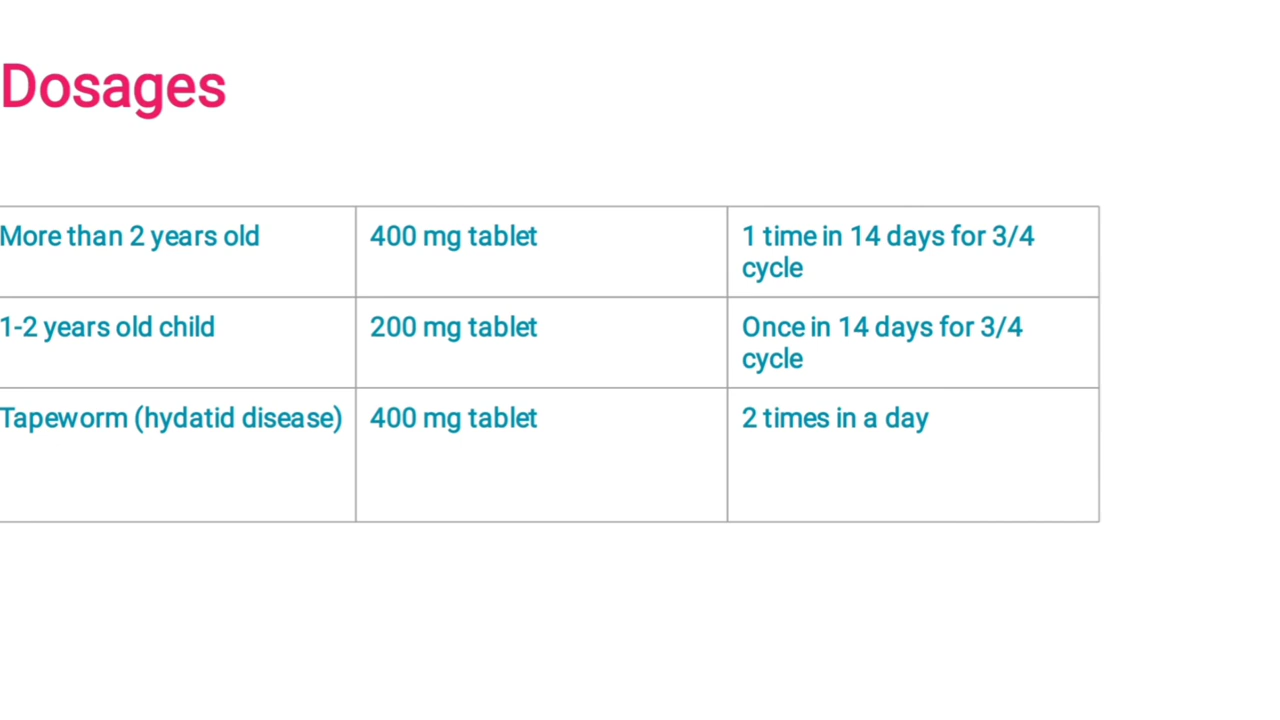 Dosages
More than 2 years old 400 mg tablet 1 time in 14 days for 3/4
cycle
1-2 years old child 200 mg tablet Once in 14 days for 3/4
cycle
Tapeworm (hydatid disease) 400 mg tablet 2 times in a day